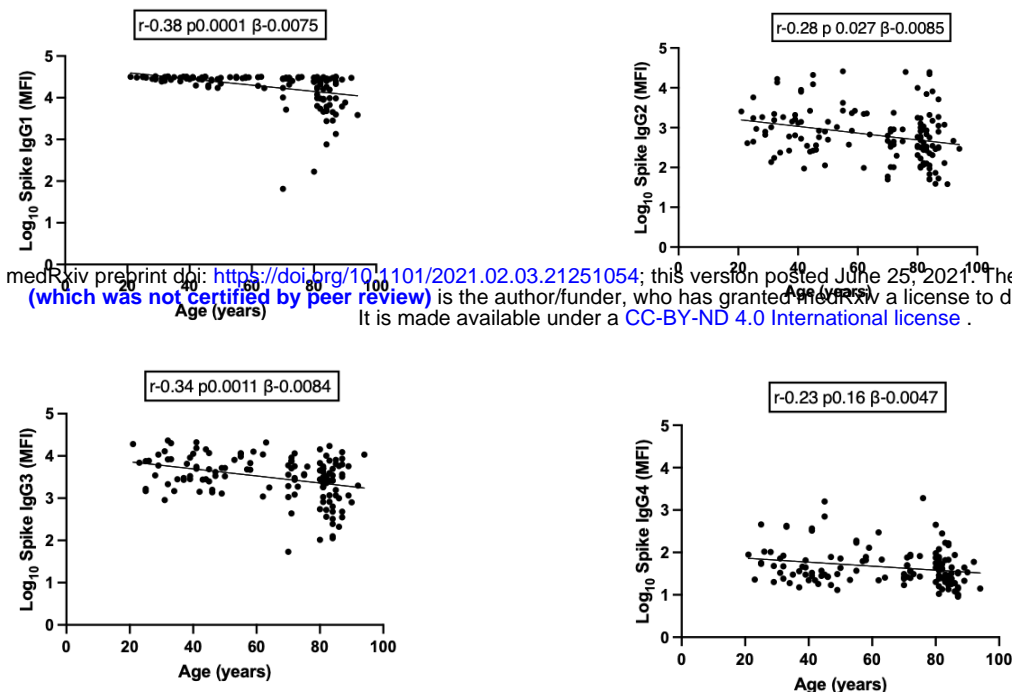 r-0.38 p0.0001 β-0.0075
r-0.28 p 0.027 β-0.0085
5
4
3
2
1
0
Log10 Spike IgG1 (MFI)
0 20 40 60 80 100
Age (years)
5
4
3
2
1
0
Log10 Spike IgG2 (MFI)
0 20 40 60 80 100
Age (years)
medRxiv preprint doi: https://doi.org/10.1101/2021.02.03.21251054; this version posted June 25, 2021. The
(which was not certified by peer review) is the author/funder, who has granted medRxiv a license to d
It is made available under a CC-BY-ND 4.0 International license .
r-0.34 p0.0011 β-0.0084
r-0.23 p0.16 β-0.0047
5
4
3
2
1
0
Log10 Spike IgG3 (MFI)
0 20 40 60 80 100
Age (years)
5
4
3
2
1
0
Log10 Spike IgG4 (MFI)
0 20 40 60 80 100
Age (years)